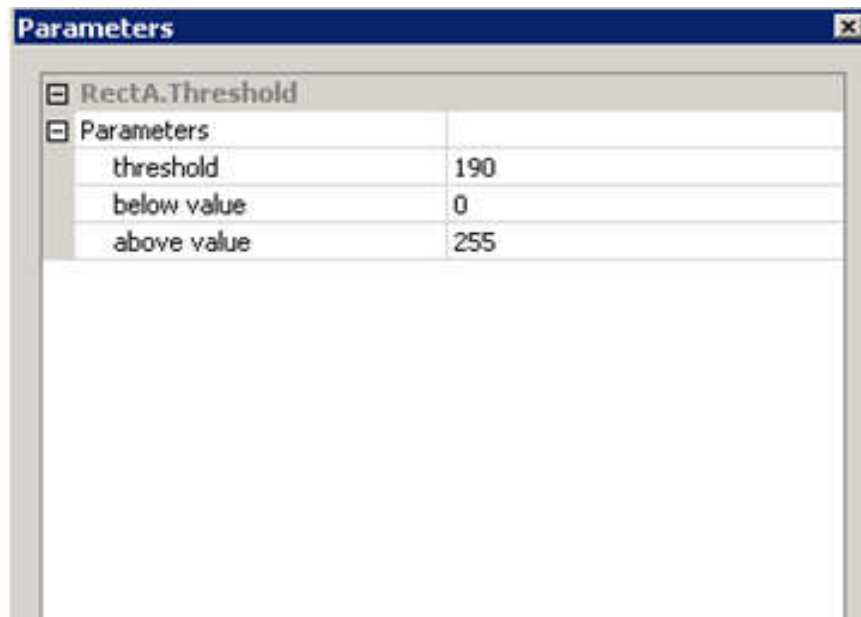 Parameters
RectA.Threshold
Parameters
threshold 190
below value 0
above value 255